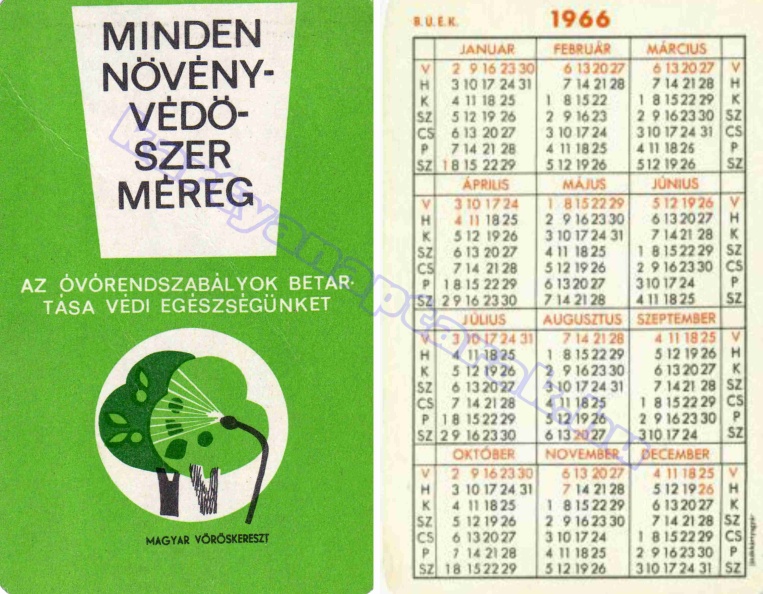 MINDEN
NÖVÉNY-
VÉDŐ-
SZER
MÉREG
AZ ÓVÓRENDSZABÁLYOK BETAR-
TÁSA VÉDI EGÉSZSÉGÜNKET
MAGYAR VÖRÖSKERESZT
B. Ú. É. K. 1966
JANUÁR FEBRUÁR MÁRCIUS
V 2 9 16 23 30 6 13 20 27 6 13 20 27 V
H 3 10 17 24 31 7 14 21 28 7 14 21 28 H
K 4 11 18 25 1 8 15 22 1 8 15 22 29 K
SZ 5 12 19 26 2 9 16 23 2 9 16 23 30 SZ
CS 6 13 20 27 3 10 17 24 3 10 17 24 31 CS
P 7 14 21 28 4 11 18 25 4 11 18 25 P
SZ 1 8 15 22 29 5 12 19 26 5 12 19 26 SZ
ÁPRILIS MÁJUS JÚNIUS
V 3 10 17 24 1 8 15 22 29 5 12 19 26 V
H 4 11 18 25 2 9 16 23 30 6 13 20 27 H
K 5 12 19 26 3 10 17 24 31 7 14 21 28 K
SZ 6 13 20 27 4 11 18 25 1 8 15 22 29 SZ
CS 7 14 21 28 5 12 19 26 2 9 16 23 30 CS
P 1 8 15 22 29 6 13 20 27 3 10 17 24 P
SZ 2 9 16 23 30 7 14 21 28 4 11 18 25 SZ
JÚLIUS AUGUSZTUS SZEPTEMBER
V 3 10 17 24 31 7 14 21 28 4 11 18 25 V
H 4 11 18 25 1 8 15 22 29 5 12 19 26 H
K 5 12 19 26 2 9 16 23 30 6 13 20 27 K
SZ 6 13 20 27 3 10 17 24 31 7 14 21 28 SZ
CS 7 14 21 28 4 11 18 25 1 8 15 22 29 CS
P 1 8 15 22 29 5 12 19 26 2 9 16 23 30 P
SZ 2 9 16 23 30 6 13 20 27 3 10 17 24 SZ
OKTÓBER NOVEMBER DECEMBER
V 2 9 16 23 30 6 13 20 27 4 11 18 25 V
H 3 10 17 24 31 7 14 21 28 5 12 19 26 H
K 4 11 18 25 1 8 15 22 29 6 13 20 27 K
SZ 5 12 19 26 2 9 16 23 30 7 14 21 28 SZ
CS 6 13 20 27 3 10 17 24 1 8 15 22 29 CS
P 7 14 21 28 4 11 18 25 2 9 16 23 30 P
SZ 1 8 15 22 29 5 12 19 26 3 10 17 24 31 SZ
kartyanaptarok.hu